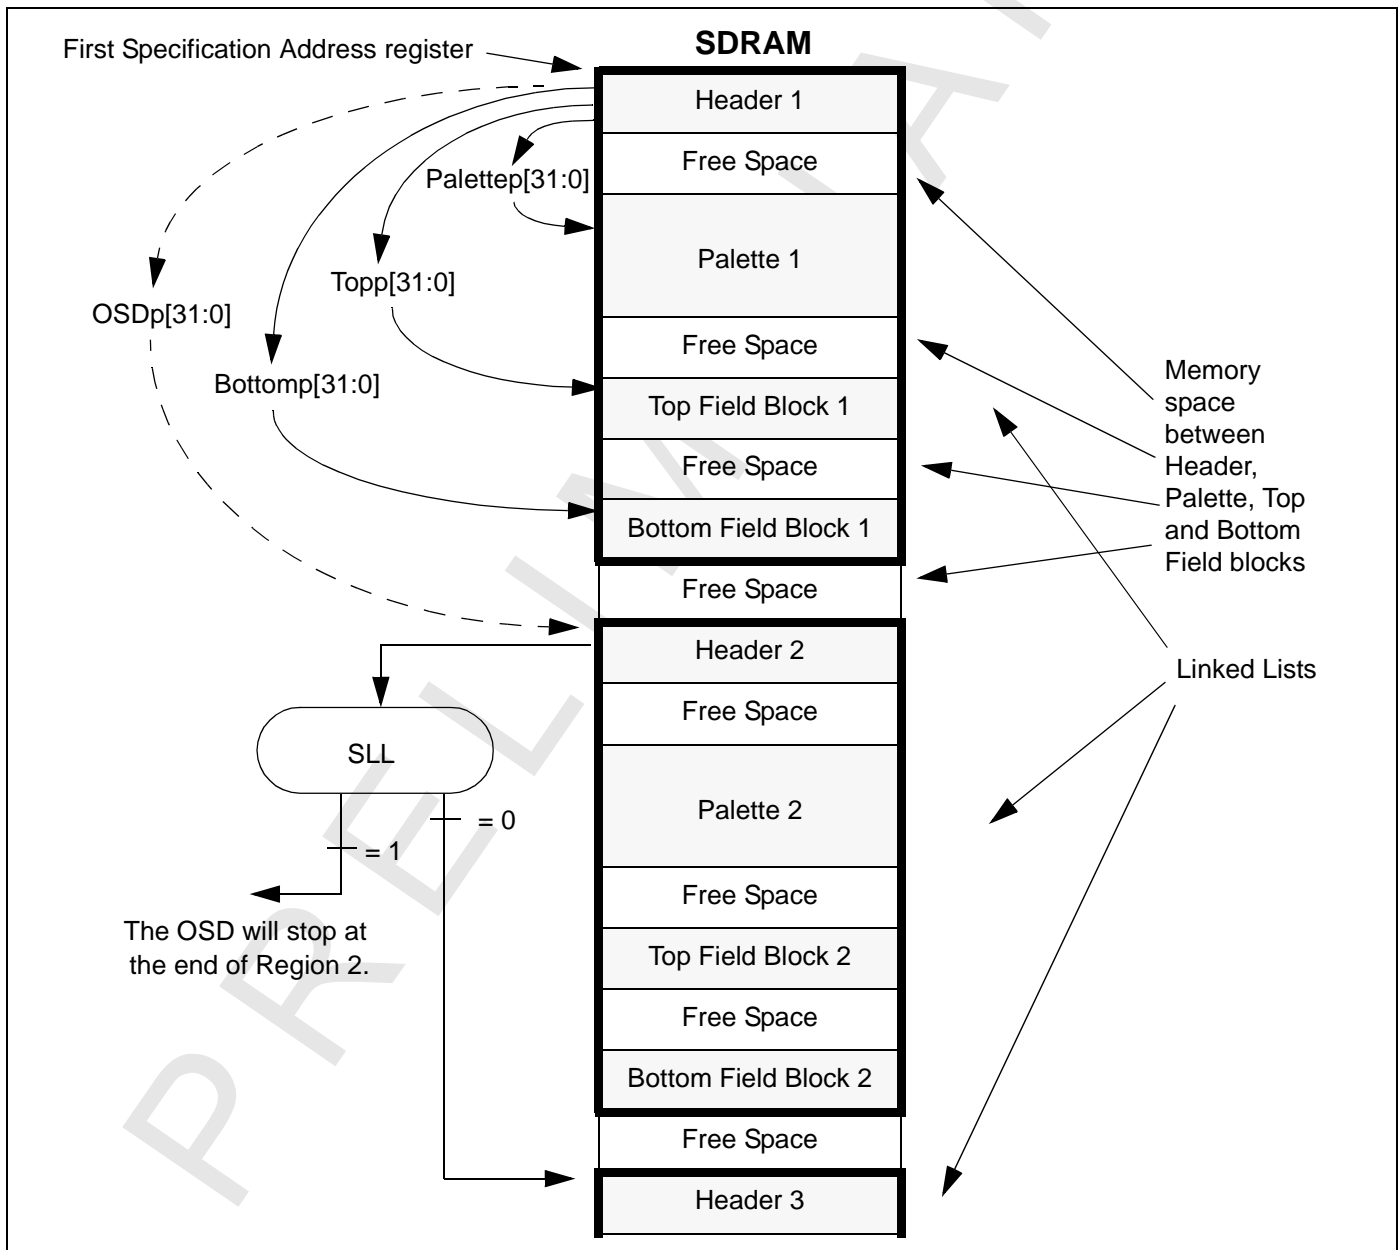 First Specification Address register
SDRAM
Header 1
Free Space
Palettep[31:0]
Palette 1
Topp[31:0]
OSDp[31:0]
Free Space
Bottomp[31:0]
Top Field Block 1
Free Space
Bottom Field Block 1
Free Space
Memory
space
between
Header,
Palette, Top
and Bottom
Field blocks
Header 2
Linked Lists
Free Space
SLL
Palette 2
= 0
= 1
Free Space
The OSD will stop at
the end of Region 2.
Top Field Block 2
Free Space
Bottom Field Block 2
Free Space
Header 3